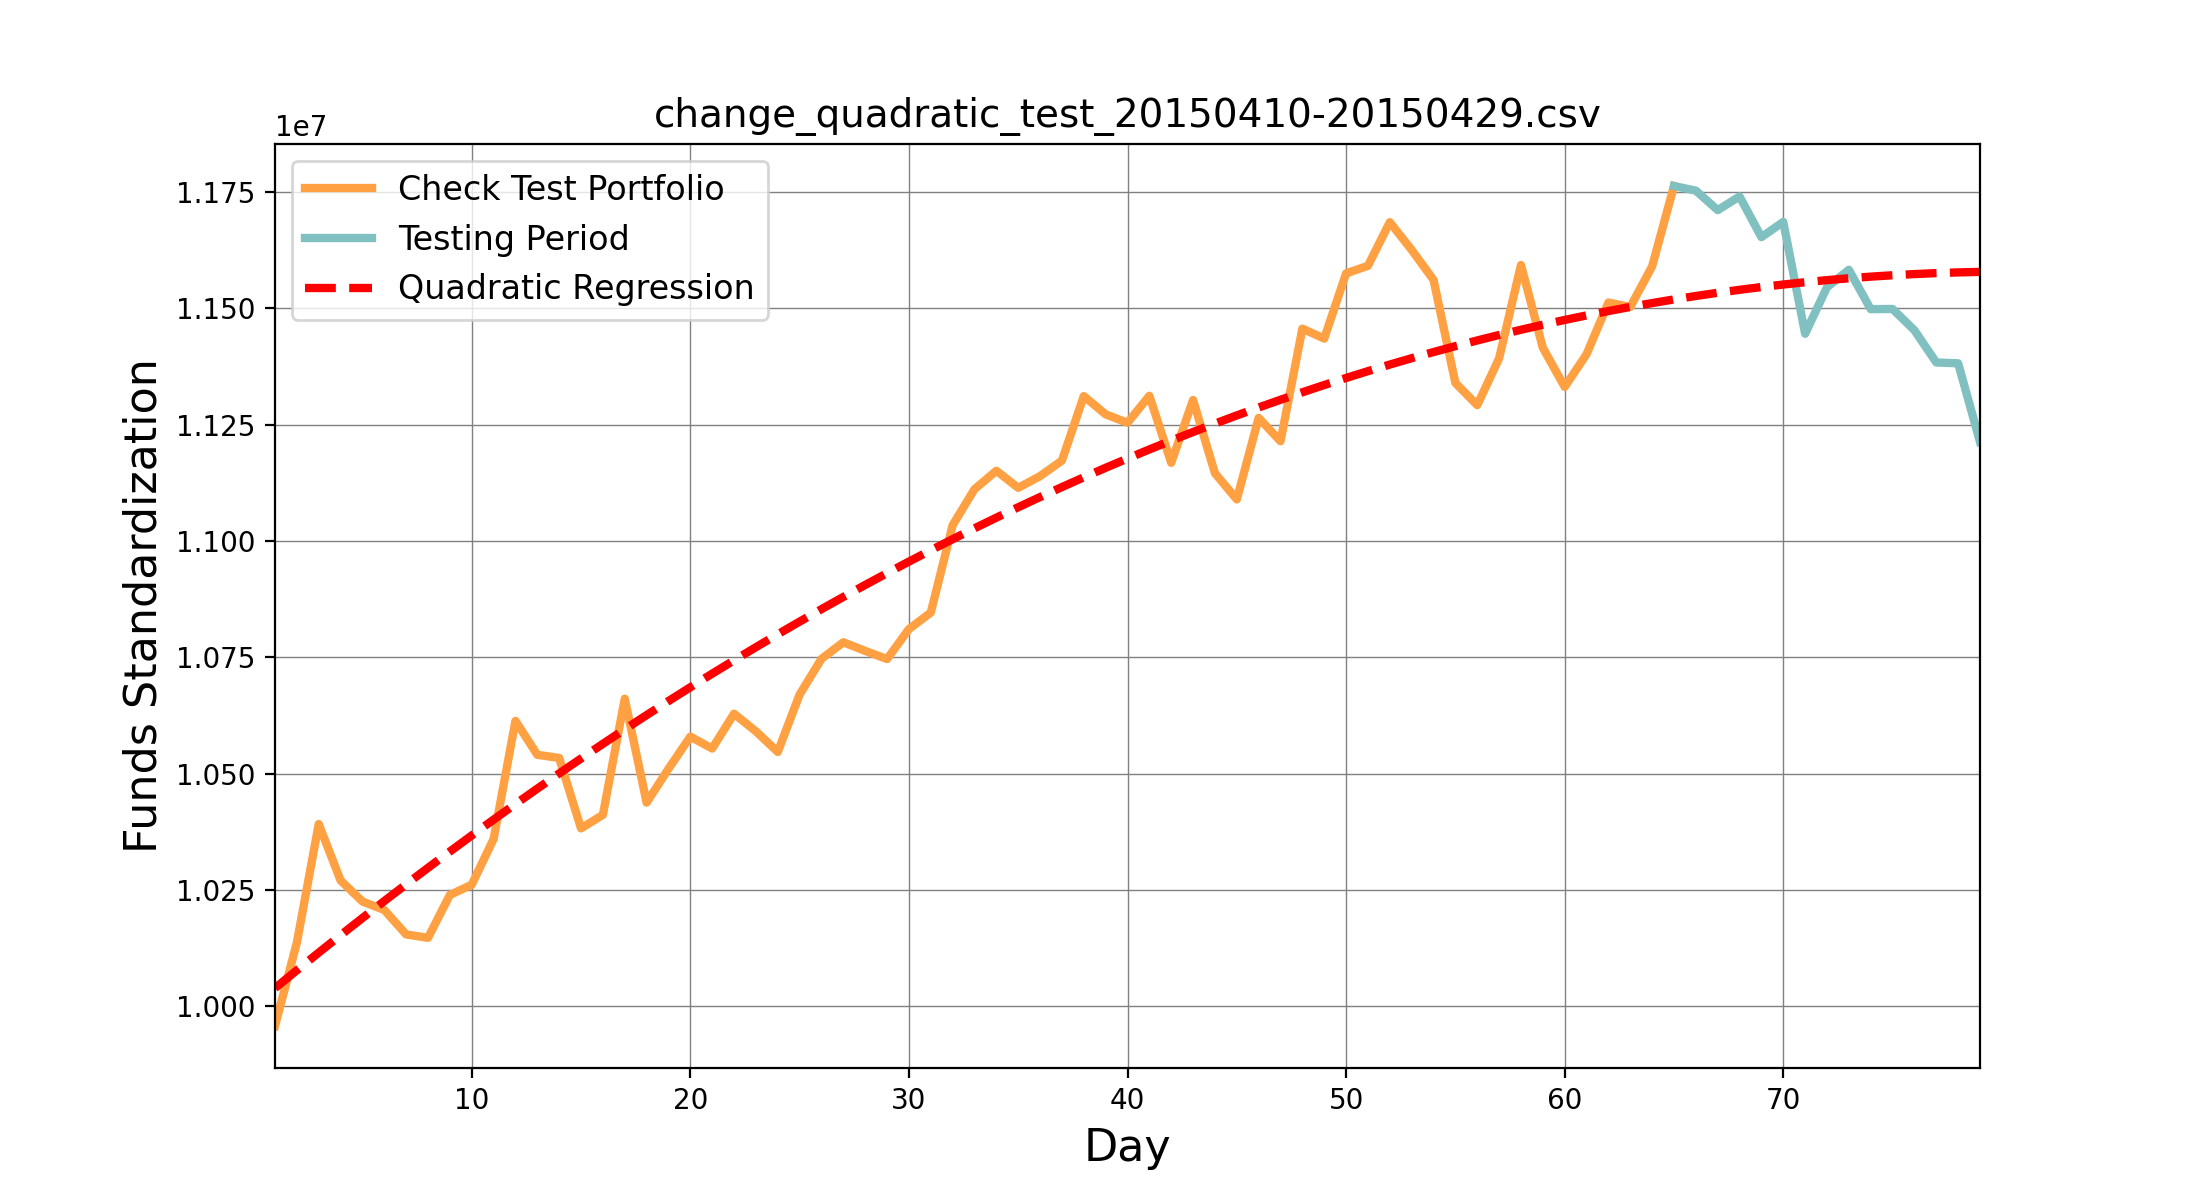 change_quadratic_test_20150410-20150429.csv
1e7
Check Test Portfolio
Testing Period
Quadratic Regression
1.175
1.150
1.125
1.100
1.075
1.050
1.025
1.000
Funds Standardization
10 20 30 40 50 60 70
Day